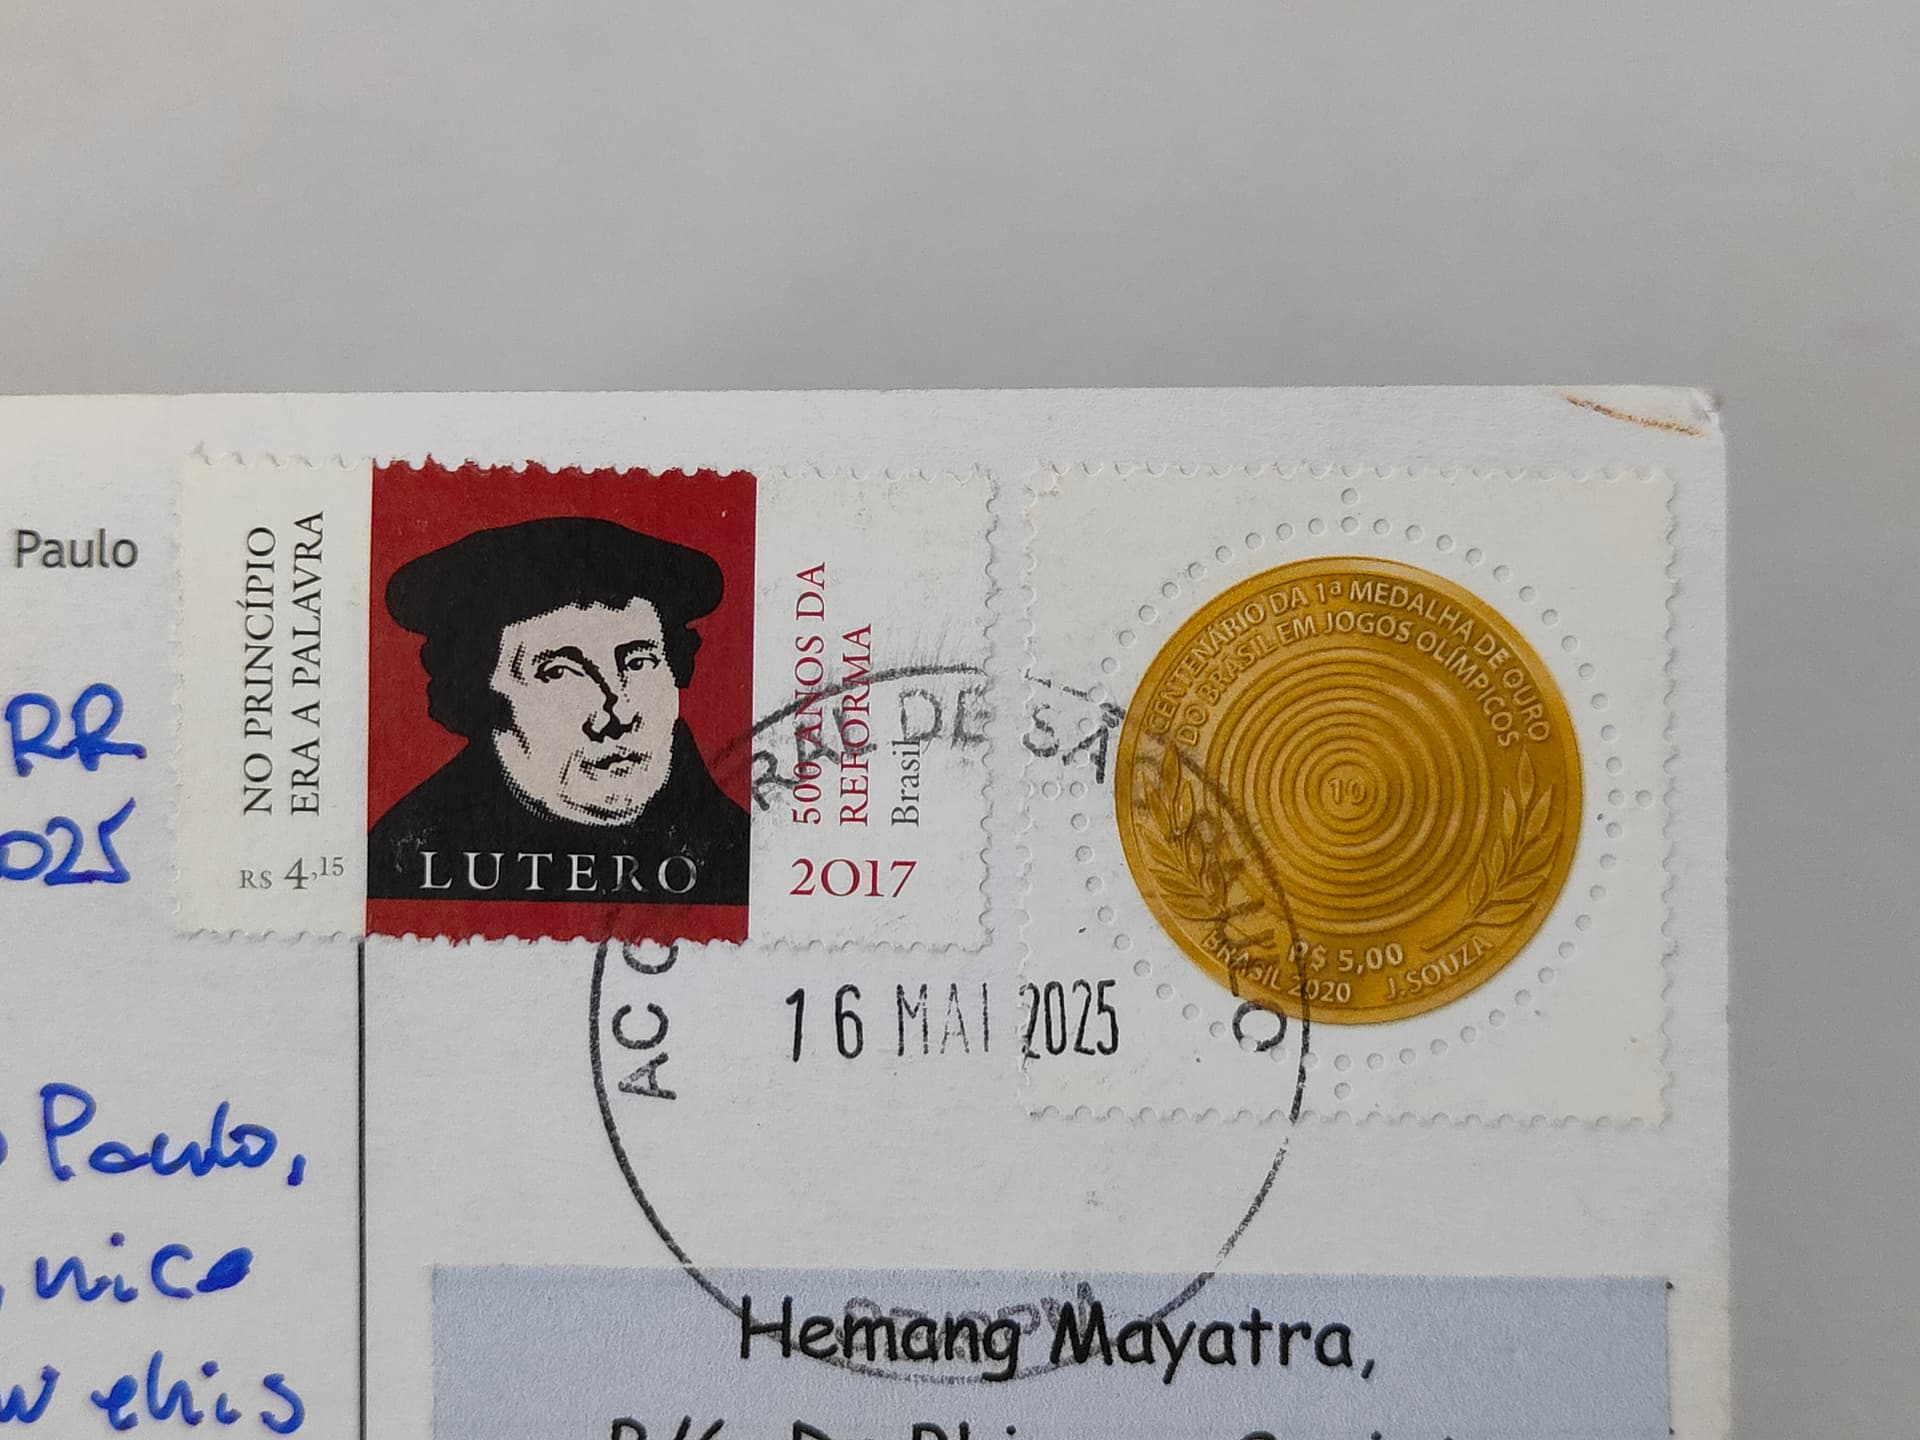 Paulo
RR
025
Paulo,
nice
ehis
NO PRINCÍPIO
ERA A PALAVRA
R$ 4,15
LUTERO
500 ANOS DA
REFORMA
Brasil
2017
CENTENÁRIO DA 1ª MEDALHA DE OURO
DO BRASIL EM JOGOS OLÍMPICOS
10
R$ 5,00
BRASIL 2020 J.SOUZA
16 MAI 2025
Hemang Mayatra,